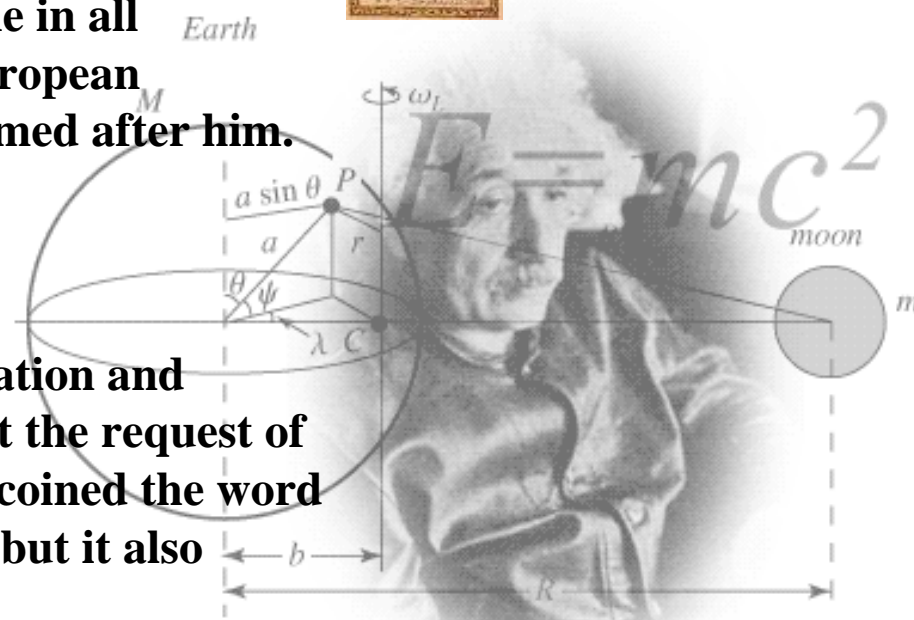 e in all
Earth
ropean
M
ω_L
med after him.
E=mc²
a sin θ
P
moon
a
r
θ
ψ
m
λ
C
ation and
t the request of
coined the word
but it also
b
R